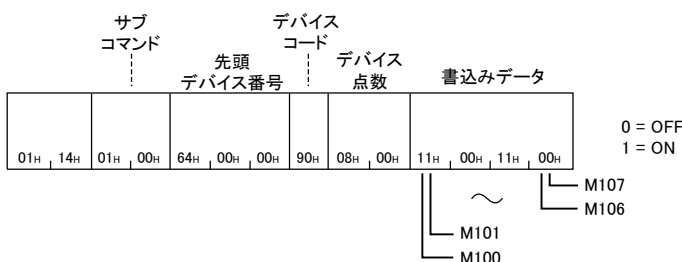 サブ
コマンド
先頭
デバイス番号
デバイス
コード
デバイス
点数
書込みデータ
01H 14H 01H 00H 64H 00H 00H 90H 08H 00H 11H 00H 11H 00H
0 = OFF
1 = ON
～
M107
M106
M101
M100